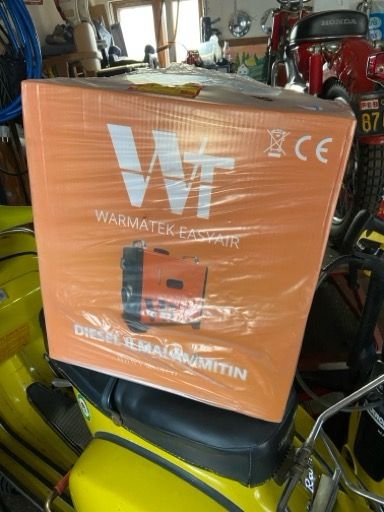 HONDA
WT
CE
WARMATEK EASYAIR
DIESEL ILMALÄMMITIN